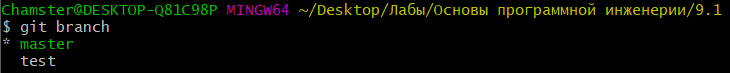 Chamster@DESKTOP-Q81C98P MINGW64 ~/Desktop/Лабы/Основы программной инженерии/9.1
$ git branch
* master
  test